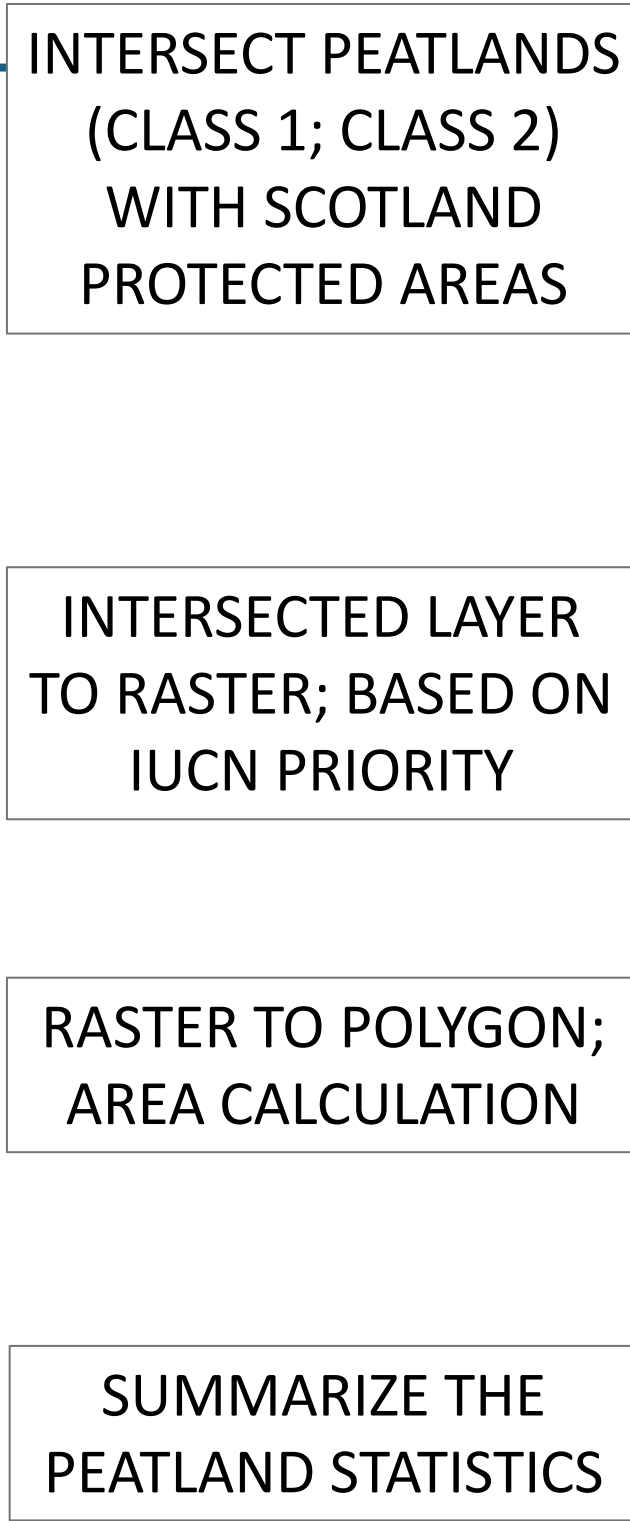 INTERSECT PEATLANDS
(CLASS 1; CLASS 2)
WITH SCOTLAND
PROTECTED AREAS
INTERSECTED LAYER
TO RASTER; BASED ON
IUCN PRIORITY
RASTER TO POLYGON;
AREA CALCULATION
SUMMARIZE THE
PEATLAND STATISTICS